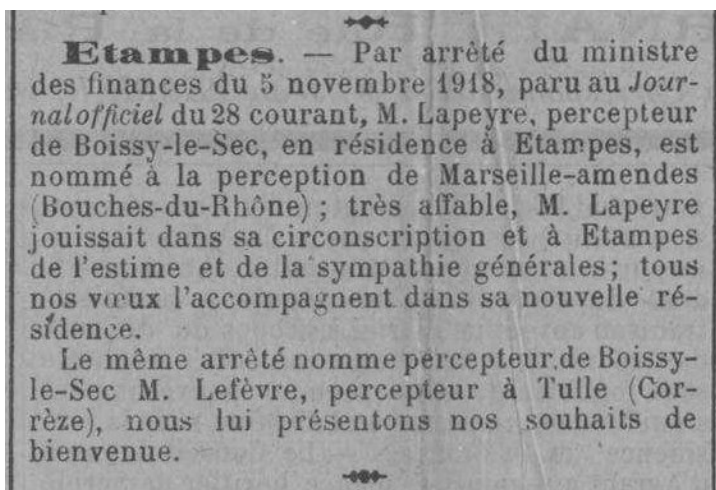 Etampes. — Par arrêté du ministre
des finances du 5 novembre 1918, paru au Jour-
nal officiel du 28 courant, M. Lapeyre, percepteur
de Boissy-le-Sec, en résidence à Etampes, est
nommé à la perception de Marseille-amendes
(Bouches-du-Rhône) ; très affable, M. Lapeyre
jouissait dans sa circonscription et à Etampes
de l'estime et de la sympathie générales; tous
nos vœux l'accompagnent dans sa nouvelle ré-
sidence.
Le même arrêté nomme percepteur de Boissy-
le-Sec M. Lefèvre, percepteur à Tulle (Cor-
rèze), nous lui présentons nos souhaits de
bienvenue.